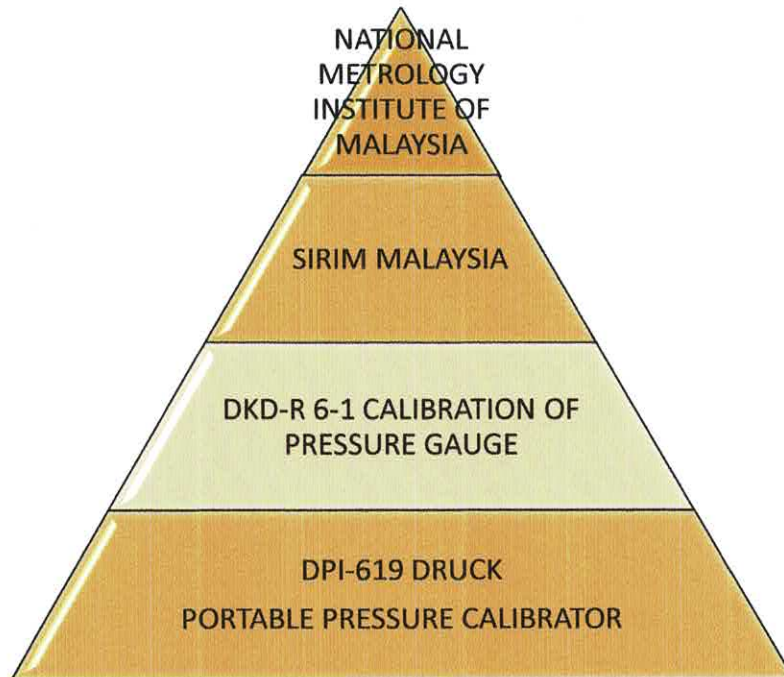 NATIONAL
METROLOGY
INSTITUTE OF
MALAYSIA
SIRIM MALAYSIA
DKD-R 6-1 CALIBRATION OF
PRESSURE GAUGE
DPI-619 DRUCK
PORTABLE PRESSURE CALIBRATOR